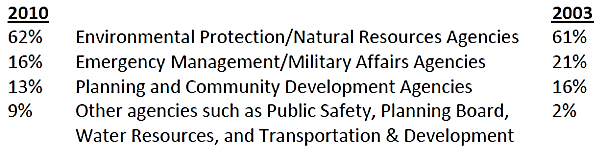 2010 2003
62% Environmental Protection/Natural Resources Agencies 61%
16% Emergency Management/Military Affairs Agencies 21%
13% Planning and Community Development Agencies 16%
9% Other agencies such as Public Safety, Planning Board, 2%
Water Resources, and Transportation & Development